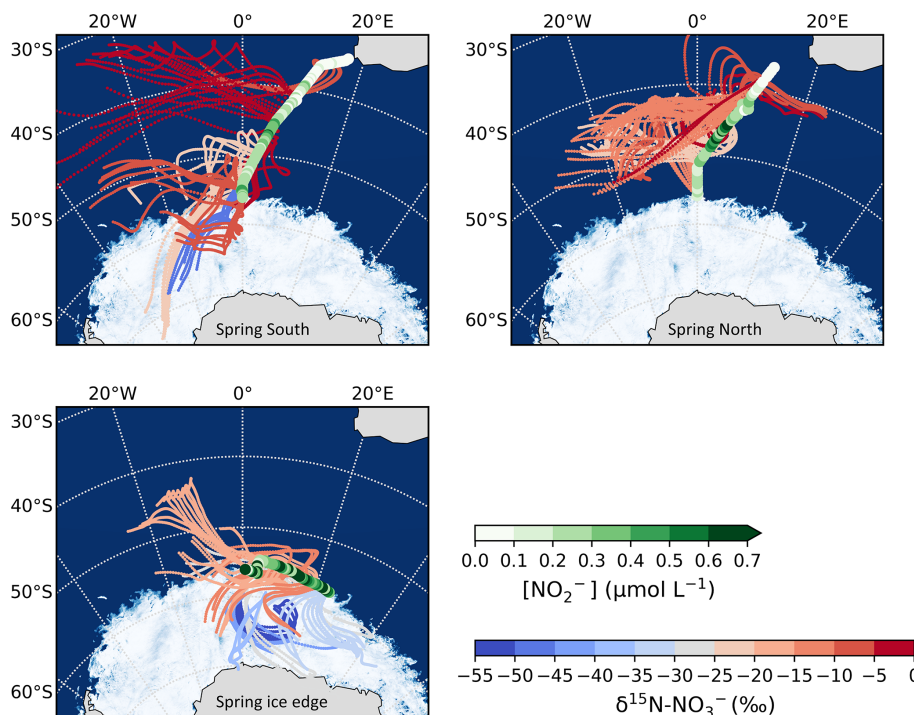 20°W 0° 20°E 20°W 0° 20°E
30°S 30°S
40°S 40°S
50°S 50°S
60°S 60°S
Spring South Spring North
20°W 0° 20°E
30°S
40°S
50°S
60°S
Spring ice edge
0.0 0.1 0.2 0.3 0.4 0.5 0.6 0.7
[NO₂⁻] (μmol L⁻¹)
−55 −50 −45 −40 −35 −30 −25 −20 −15 −10 −5 0
δ¹⁵N-NO₃⁻ (‰)